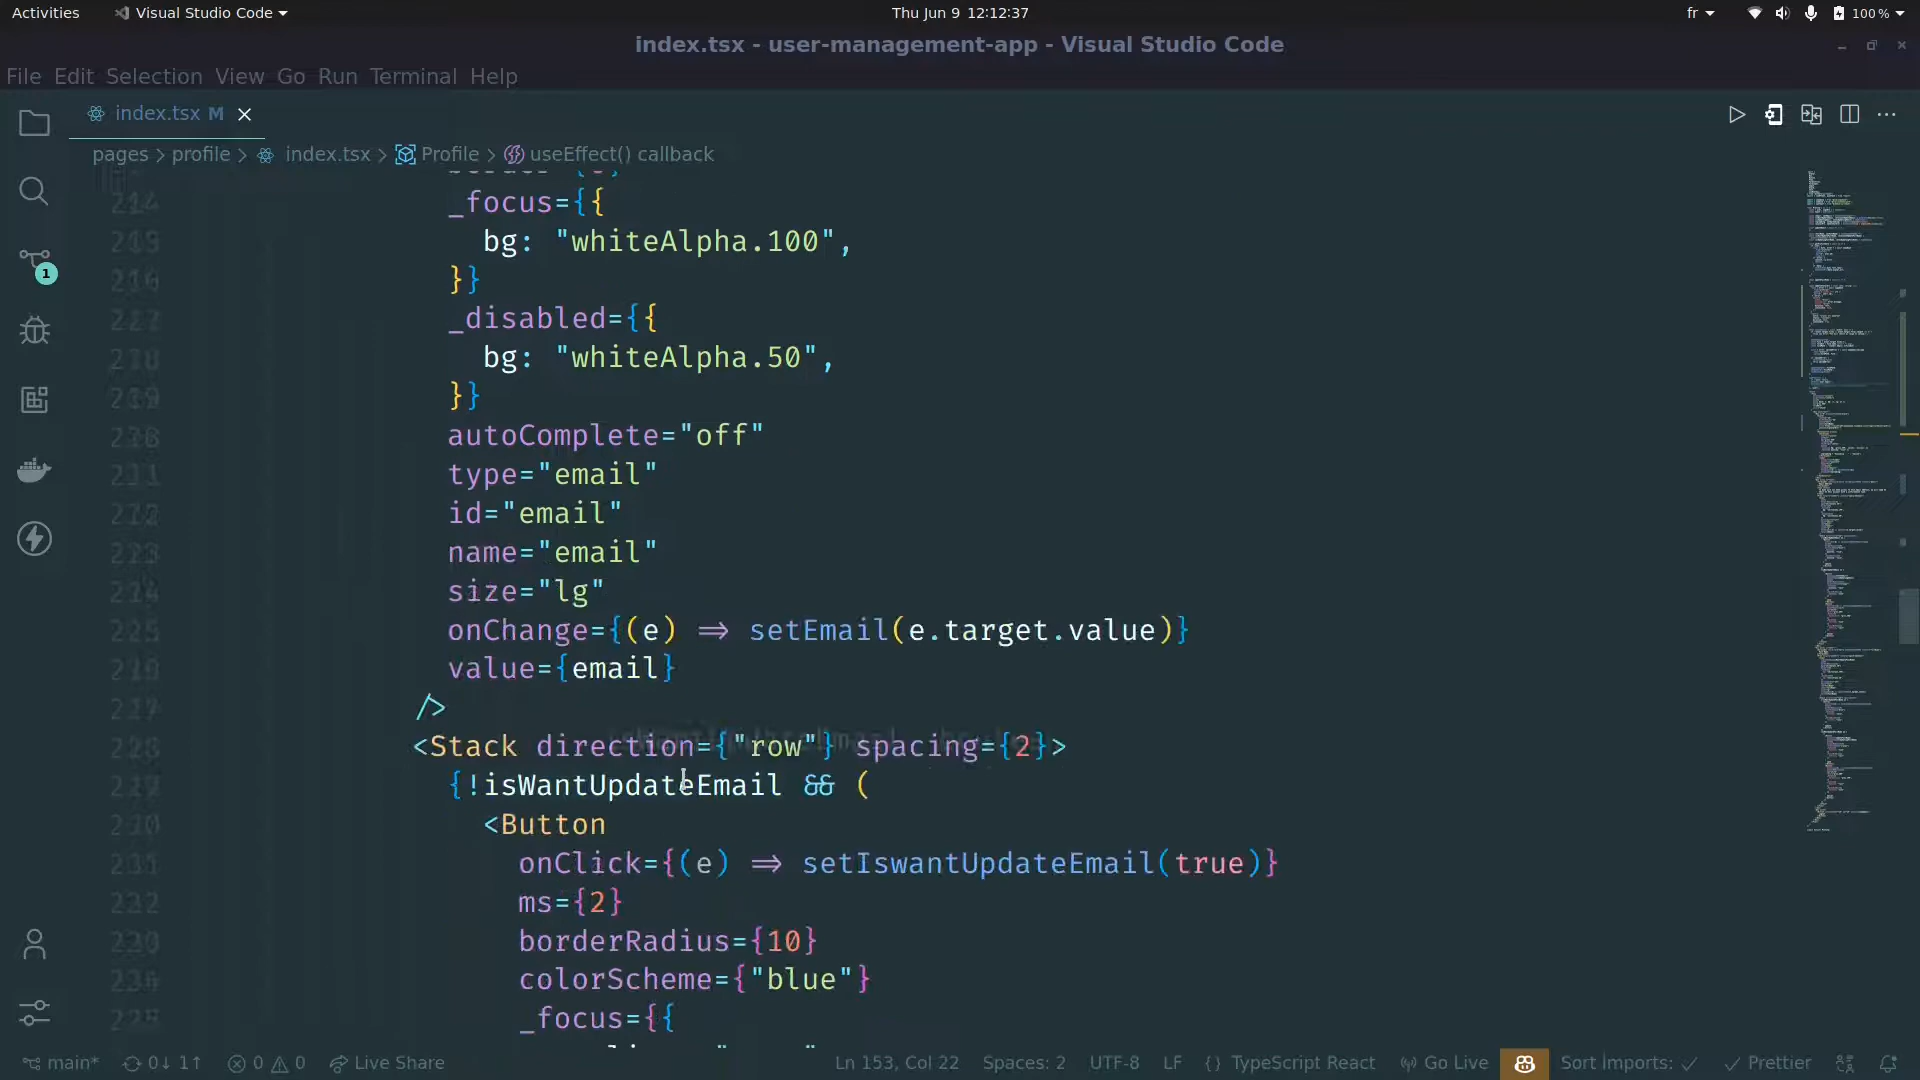 Activities Visual Studio Code Thu Jun 9 12:12:37 fr 100 %
index.tsx - user-management-app - Visual Studio Code
File Edit Selection View Go Run Terminal Help
index.tsx M
pages > profile > index.tsx > Profile > useEffect() callback
_focus={{
bg: "whiteAlpha.100",
}}
_disabled={{
bg: "whiteAlpha.50",
}}
autoComplete="off"
type="email"
id="email"
name="email"
size="lg"
onChange={(e) => setEmail(e.target.value)}
value={email}
/>
<Stack direction={"row"} spacing={2}>
{!isWantUpdateEmail && (
<Button
onClick={(e) => setIswantUpdateEmail(true)}
ms={2}
borderRadius={10}
colorScheme={"blue"}
_focus={{
1
main* 0↓ 1↑ 0 0 Live Share Ln 153, Col 22 Spaces: 2 UTF-8 LF {} TypeScript React Go Live Sort Imports: ✓ ✓ Prettier